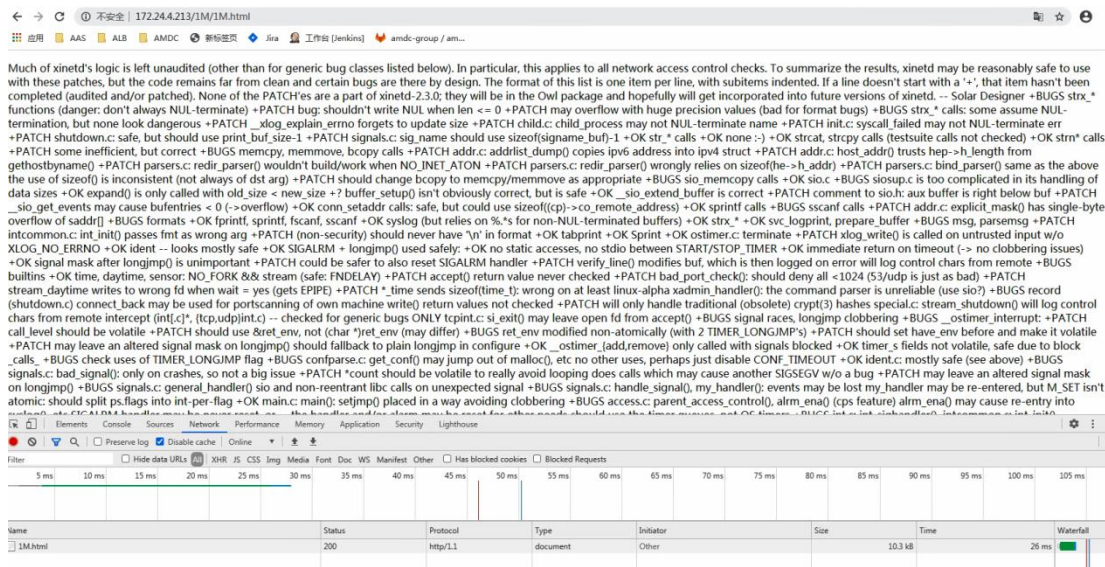 不安全 | 172.24.4.213/1M/1M.html
应用 AAS ALB AMDC 新标签页 Jira 工作台 [Jenkins] amdc-group / am...
Much of xinetd's logic is left unaudited (other than for generic bug classes listed below). In particular, this applies to all network access control checks. To summarize the results, xinetd may be reasonably safe to use
with these patches, but the code remains far from clean and certain bugs are there by design. The format of this list is one item per line, with subitems indented. If a line doesn't start with a '+', that item hasn't been
completed (audited and/or patched). None of the PATCH'es are a part of xinetd-2.3.0; they will be in the Owl package and hopefully will get incorporated into future versions of xinetd. -- Solar Designer +BUGS strx_*
functions (danger: don't always NUL-terminate) +PATCH bug: shouldn't write NUL when len <= 0 +PATCH may overflow with huge precision values (bad for format bugs) +BUGS strx_* calls: some assume NUL-
termination, but none look dangerous +PATCH __xlog_explain_errno forgets to update size +PATCH child.c: child_process may not NUL-terminate name +PATCH init.c: syscall_failed may not NUL-terminate err
+PATCH shutdown.c: safe, but should use print_buf_size-1 +PATCH signals.c: sig_name should use sizeof(signame_buf)-1 +OK str_* calls +OK none :-) +OK strcat, strcpy calls (testsuite calls not checked) +OK strn* calls
+PATCH some inefficient, but correct +BUGS memcpy, memmove, bcopy calls +PATCH addr.c: addrlist_dump() copies ipv6 address into ipv4 struct +PATCH addr.c: host_addr() trusts hep->h_length from
gethostbyname() +PATCH parsers.c: redir_parser() wouldn't build/work when NO_INET_ATON +PATCH parsers.c: redir_parser() wrongly relies on sizeof(he->h_addr) +PATCH parsers.c: bind_parser() same as the above
the use of sizeof() is inconsistent (not always of dst arg) +PATCH should change bcopy to memcpy/memmove as appropriate +BUGS sio_memcopy calls +OK sio.c +BUGS siosup.c is too complicated in its handling of
data sizes +OK expand() is only called with old_size < new_size +? buffer_setup() isn't obviously correct, but is safe +OK __sio_extend_buffer is correct +PATCH comment to sio.h: aux buffer is right below buf +PATCH
__sio_get_events may cause bufentries < 0 (->overflow) +OK conn_setaddr calls: safe, but could use sizeof((cp)->co_remote_address) +OK sprintf calls +BUGS sscanf calls +PATCH addr.c: explicit_mask() has single-byte
overflow of saddr[] +BUGS formats +OK fprintf, sprintf, fscanf, sscanf +OK syslog (but relies on %.*s for non-NUL-terminated buffers) +OK strx_* +OK svc_logprint, prepare_buffer +BUGS msg, parsemsg +PATCH
intcommon.c: int_init() passes fmt as wrong arg +PATCH (non-security) should never have '\n' in format +OK tabprint +OK Sprint +OK ostimer.c: terminate +PATCH xlog_write() is called on untrusted input w/o
XLOG_NO_ERRNO +OK ident -- looks mostly safe +OK SIGALRM + longjmp() used safely: +OK no static accesses, no stdio between START/STOP_TIMER +OK immediate return on timeout (-> no clobbering issues)
+OK signal mask after longjmp() is unimportant +PATCH could be safer to also reset SIGALRM handler +PATCH verify_line() modifies buf, which is then logged on error will log control chars from remote +BUGS
builtins +OK time, daytime, sensor: NO_FORK && stream (safe: FNDELAY) +PATCH accept() return value never checked +PATCH bad_port_check(): should deny all <1024 (53/udp is just as bad) +PATCH
stream_daytime writes to wrong fd when wait = yes (gets EPIPE) +PATCH *_time sends sizeof(time_t): wrong on at least linux-alpha xadmin_handler(): the command parser is unreliable (use sio?) +BUGS record
(shutdown.c) connect_back may be used for portscanning of own machine write() return values not checked +PATCH will only handle traditional (obsolete) crypt(3) hashes special.c: stream_shutdown() will log control
chars from remote intercept (int[.c]*, (tcp,udp)int.c) -- checked for generic bugs ONLY tcpint.c: si_exit() may leave open fd from accept() +BUGS signal races, longjmp clobbering +BUGS __ostimer_interrupt: +PATCH
call_level should be volatile +PATCH should use &ret_env, not (char *)ret_env (may differ) +BUGS ret_env modified non-atomically (with 2 TIMER_LONGJMP's) +PATCH should set have_env before and make it volatile
+PATCH may leave an altered signal mask on longjmp() should fallback to plain longjmp in configure +OK __ostimer_{add,remove} only called with signals blocked +OK timer_s fields not volatile, safe due to block
_calls_ +BUGS check uses of TIMER_LONGJMP flag +BUGS confparse.c: get_conf() may jump out of malloc(), etc no other uses, perhaps just disable CONF_TIMEOUT +OK ident.c: mostly safe (see above) +BUGS
signals.c: bad_signal(): only on crashes, so not a big issue +PATCH *count should be volatile to really avoid looping does calls which may cause another SIGSEGV w/o a bug +PATCH may leave an altered signal mask
on longjmp() +BUGS signals.c: general_handler() sio and non-reentrant libc calls on unexpected signal +BUGS signals.c: handle_signal(), my_handler(): events may be lost my_handler may be re-entered, but M_SET isn't
atomic: should split ps.flags into int-per-flag +OK main.c: main(): setjmp() placed in a way avoiding clobbering +BUGS access.c: parent_access_control(), alrm_ena() (cps feature) alrm_ena() may cause re-entry into
Elements Console Sources Network Performance Memory Application Security Lighthouse
Preserve log Disable cache Online
Filter Hide data URLs All XHR JS CSS Img Media Font Doc WS Manifest Other Has blocked cookies Blocked Requests
5 ms 10 ms 15 ms 20 ms 25 ms 30 ms 35 ms 40 ms 45 ms 50 ms 55 ms 60 ms 65 ms 70 ms 75 ms 80 ms 85 ms 90 ms 95 ms 100 ms 105 ms
Name Status Protocol Type Initiator Size Time Waterfall
1M.html 200 http/1.1 document Other 10.3 kB 26 ms